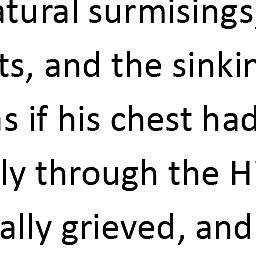 atural surmisings,
ts, and the sinkin
s if his chest had
ly through the H
ally grieved, and